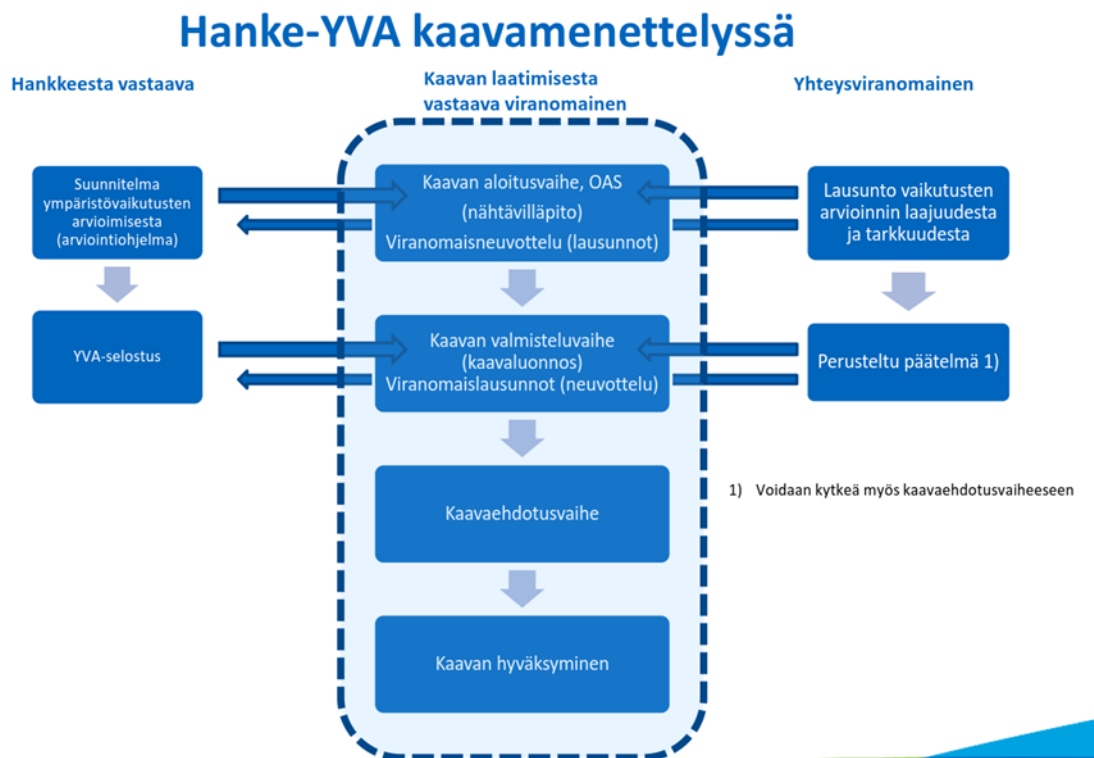 Hanke-YVA kaavamenettelyssä
Hankkeesta vastaava
Kaavan laatimisesta
vastaava viranomainen
Yhteysviranomainen
Suunnitelma
ympäristövaikutusten
arvioimisesta
(arviointiohjelma)
Kaavan aloitusvaihe, OAS
(nähtävilläpito)
Viranomaisneuvottelu (lausunnot)
Lausunto vaikutusten
arvioinnin laajuudesta
ja tarkkuudesta
YVA-selostus
Kaavan valmisteluvaihe
(kaavaluonnos)
Viranomaislausunnot (neuvottelu)
Perusteltu päätelmä 1)
1) Voidaan kytkeä myös kaavaehdotusvaiheeseen
Kaavaehdotusvaihe
Kaavan hyväksyminen